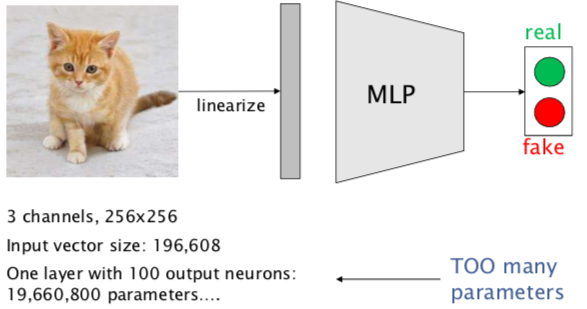 real
linearize
MLP
fake
3 channels, 256x256
Input vector size: 196,608
One layer with 100 output neurons:
19,660,800 parameters....
TOO many
parameters